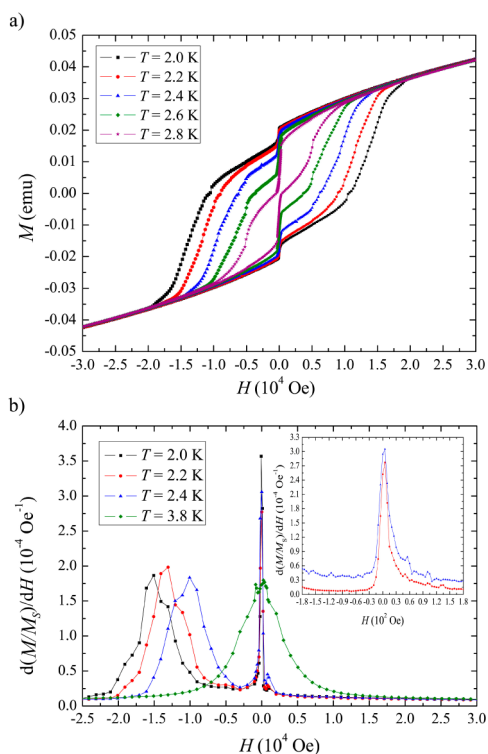 a)
0.05
0.04
0.03
0.02
0.01
0.00
-0.01
-0.02
-0.03
-0.04
-0.05
M (emu)
T = 2.0 K
T = 2.2 K
T = 2.4 K
T = 2.6 K
T = 2.8 K
-3.0 -2.5 -2.0 -1.5 -1.0 -0.5 0.0 0.5 1.0 1.5 2.0 2.5 3.0
H (10⁴ Oe)
b)
4.0
3.5
3.0
2.5
2.0
1.5
1.0
0.5
0.0
d(M/M_S)/dH (10⁻⁴ Oe⁻¹)
T = 2.0 K
T = 2.2 K
T = 2.4 K
T = 3.8 K
3.3
3.0
2.7
2.4
2.1
1.8
1.5
1.2
0.9
0.6
0.3
0.0
d(M/M_S)/dH (10⁻⁴ Oe⁻¹)
-1.8 -1.5 -1.2 -0.9 -0.6 -0.3 0.0 0.3 0.6 0.9 1.2 1.5 1.8
H (10² Oe)
-2.5 -2.0 -1.5 -1.0 -0.5 0.0 0.5 1.0 1.5 2.0 2.5 3.0
H (10⁴ Oe)